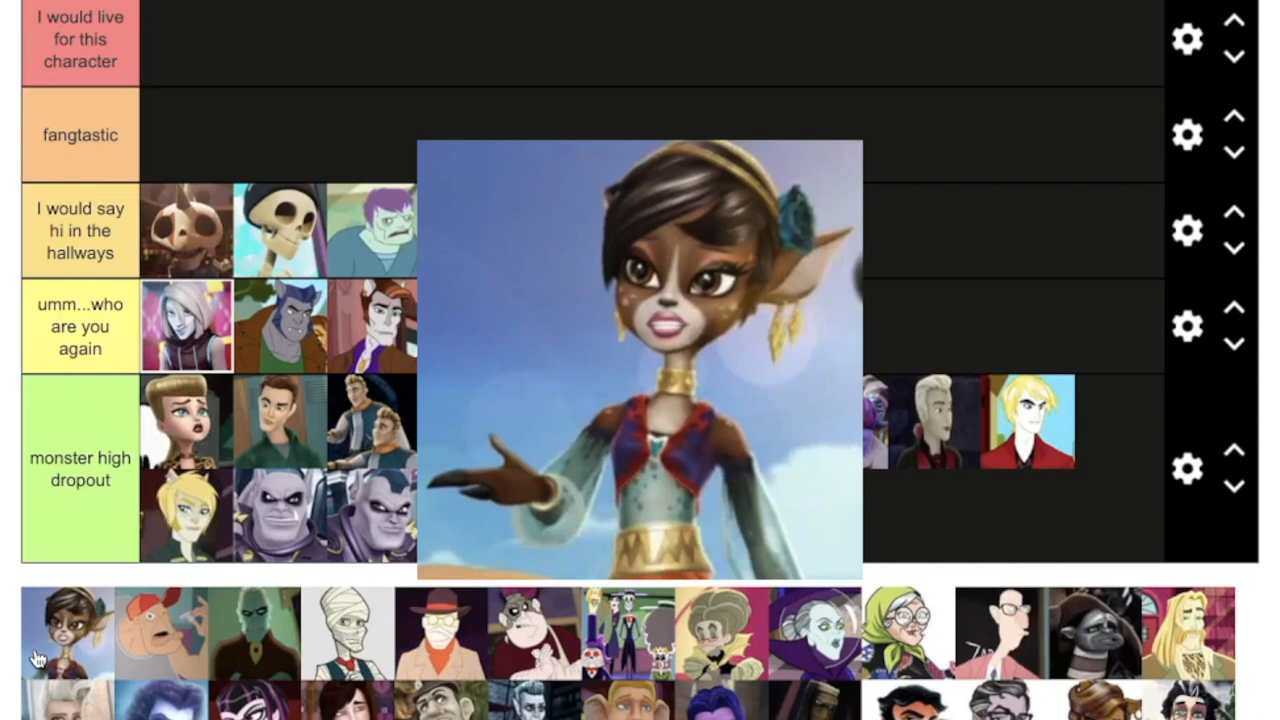 I would live
for this
character
fangtastic
I would say
hi in the
hallways
umm...who
are you
again
monster high
dropout